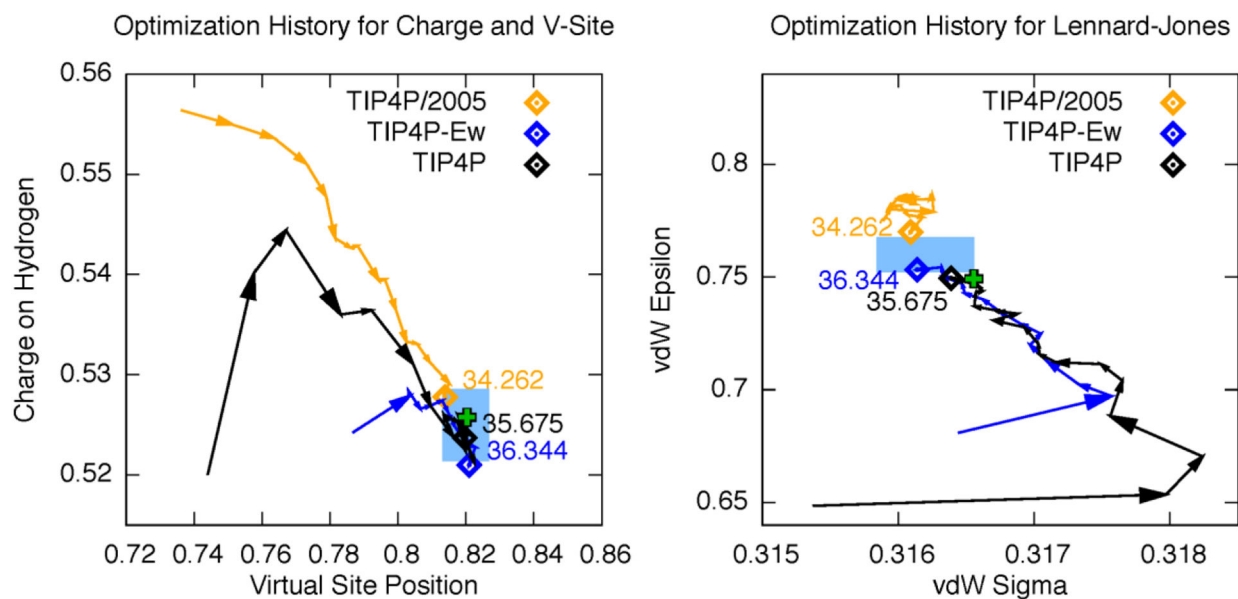 Optimization History for Charge and V-Site
0.56
0.55
0.54
0.53
0.52
Charge on Hydrogen
TIP4P/2005
TIP4P-Ew
TIP4P
34.262
35.675
36.344
0.72 0.74 0.76 0.78 0.8 0.82 0.84 0.86
Virtual Site Position
Optimization History for Lennard-Jones
0.8
0.75
0.7
0.65
vdW Epsilon
TIP4P/2005
TIP4P-Ew
TIP4P
34.262
36.344
35.675
0.315 0.316 0.317 0.318
vdW Sigma